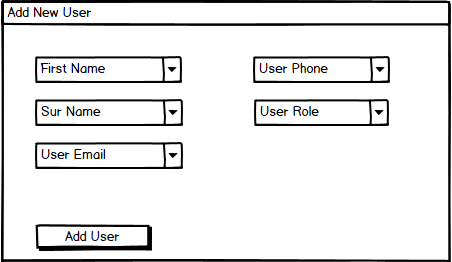 Add New User
First Name
User Phone
Sur Name
User Role
User Email
Add User